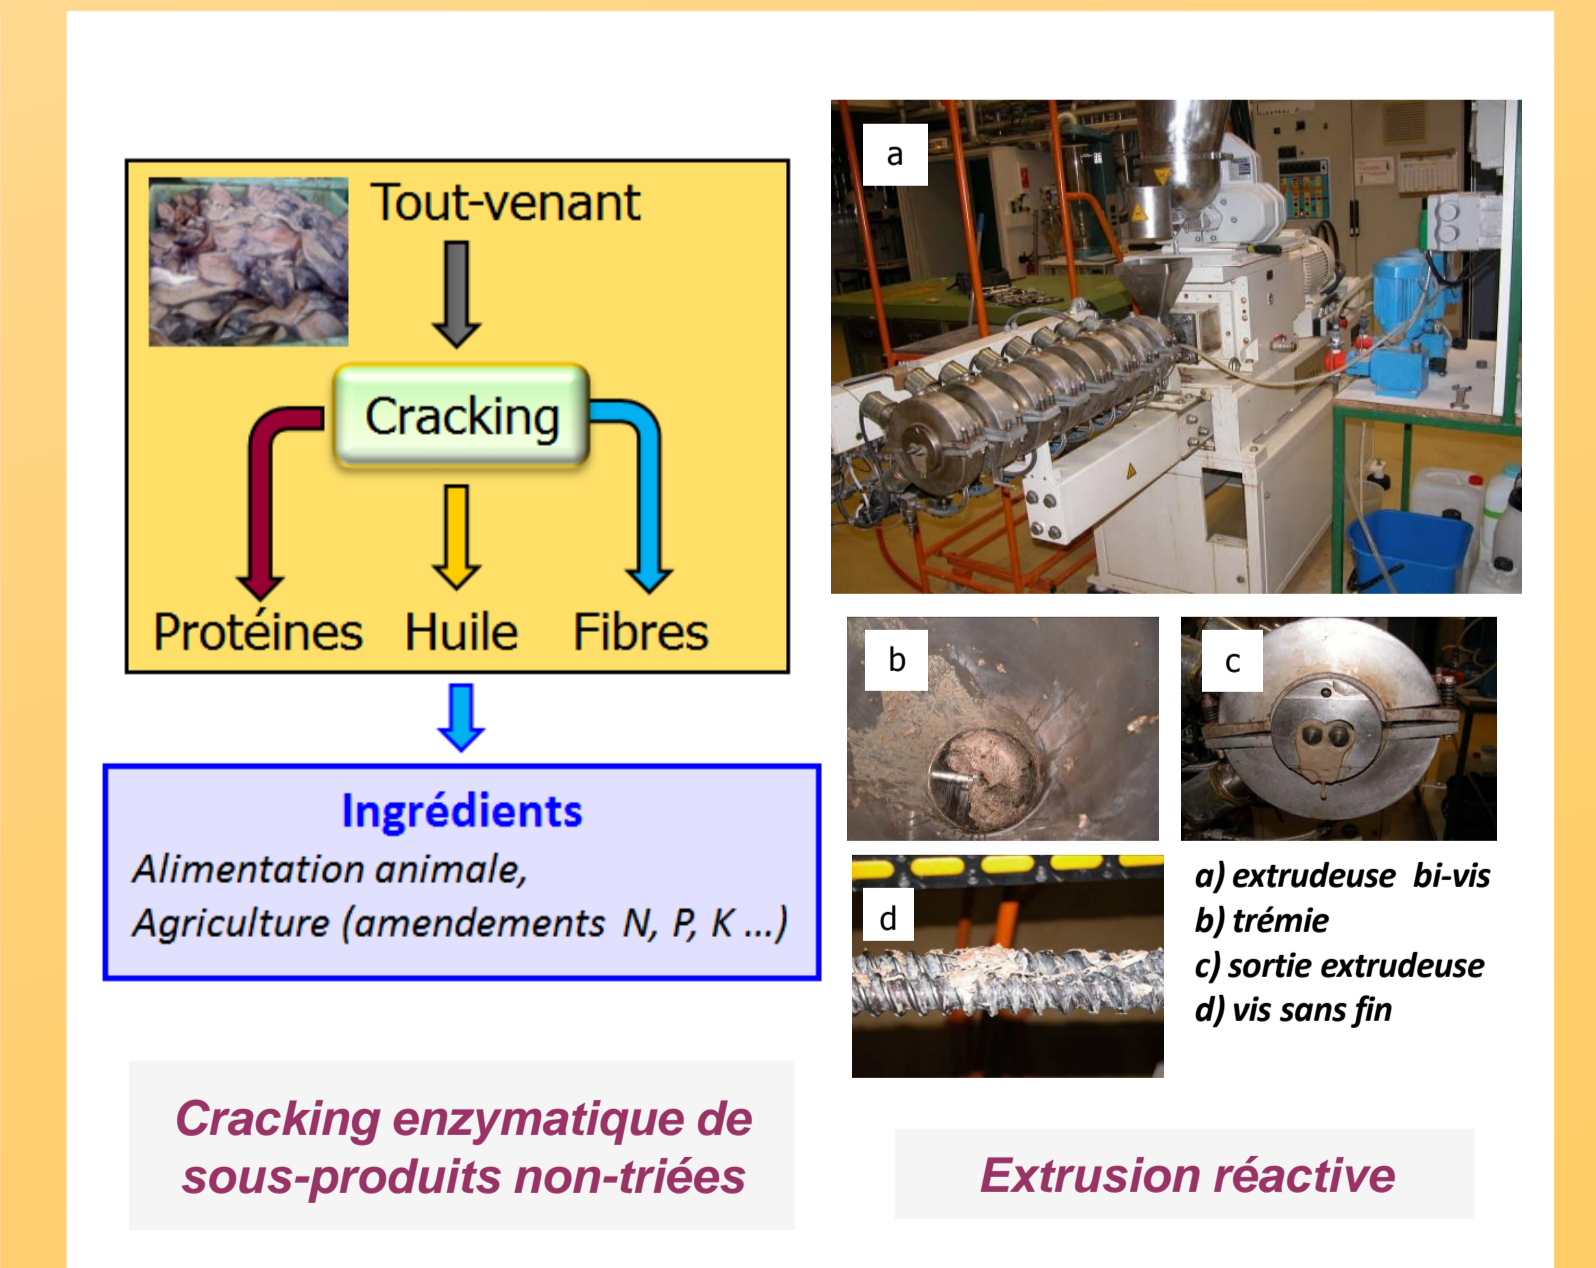 Tout-venant
Cracking
Protéines Huile Fibres
Ingrédients
Alimentation animale,
Agriculture (amendements N, P, K ...)
Cracking enzymatique de
sous-produits non-triées
a
b
c
d
a) extrudeuse bi-vis
b) trémie
c) sortie extrudeuse
d) vis sans fin
Extrusion réactive